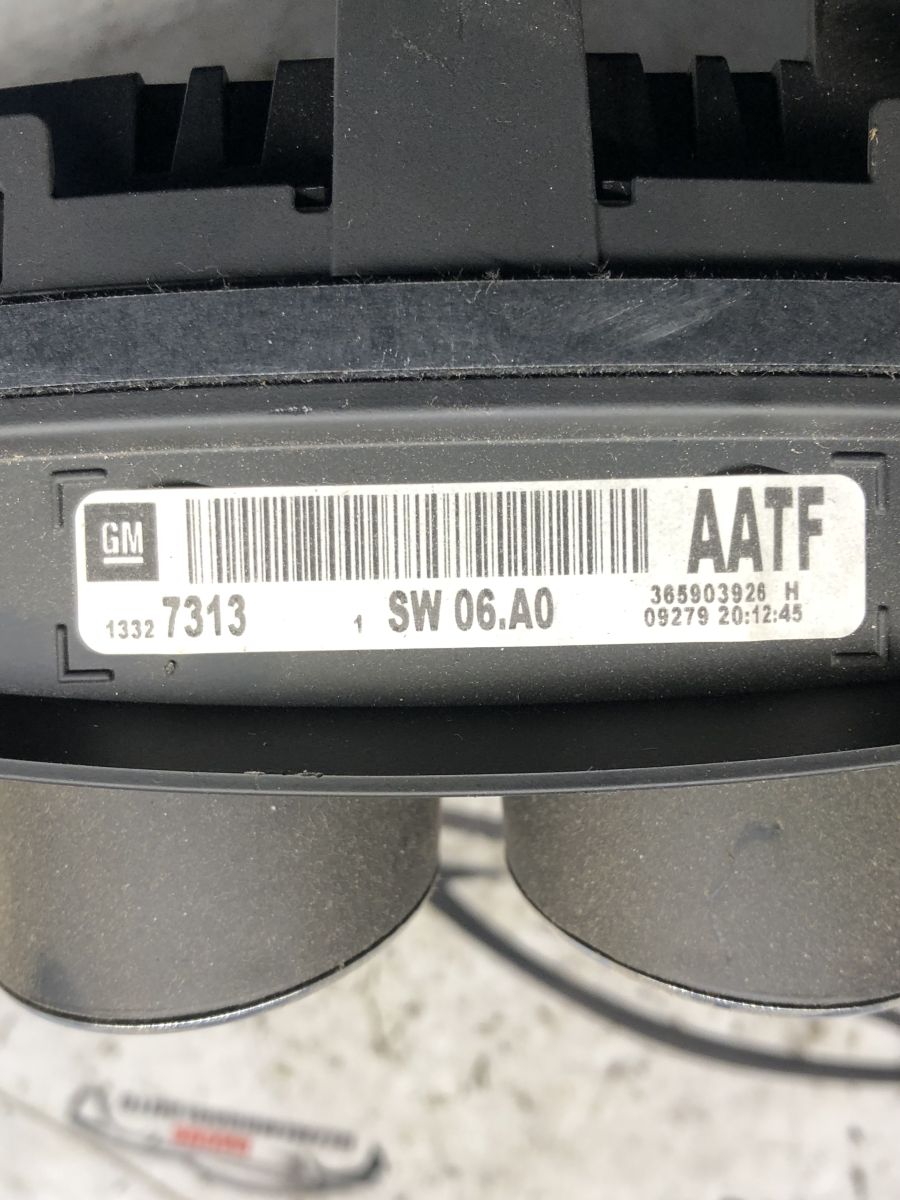 GM
AATF
1332 7313 1 SW 06.A0
365903926 H
09279 20:12:45